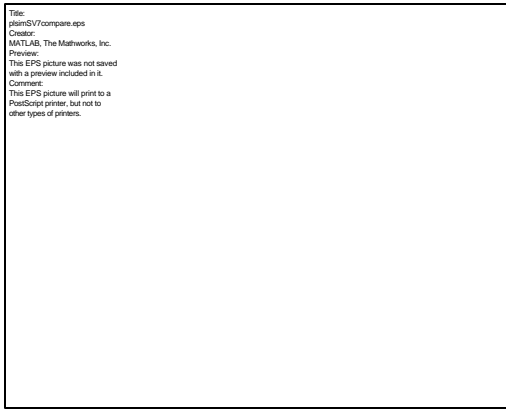 Title:
plsimSV7compare.eps
Creator:
MATLAB, The Mathworks, Inc.
Preview:
This EPS picture was not saved
with a preview included in it.
Comment:
This EPS picture will print to a
PostScript printer, but not to
other types of printers.